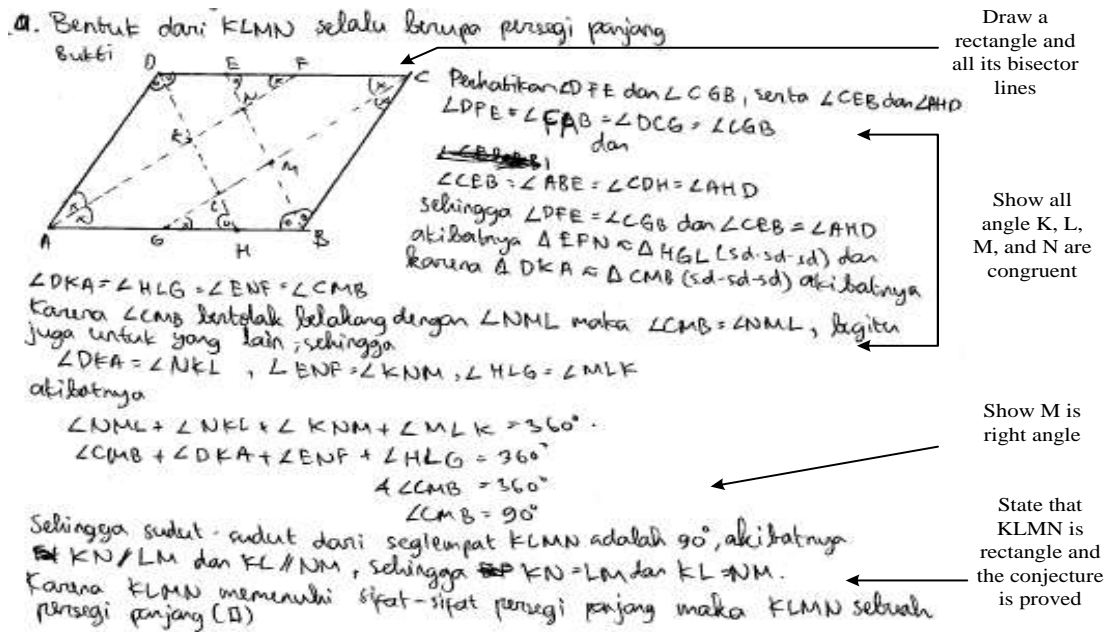 a. Bentuk dari KLMN selalu berupa persegi panjang
Bukti
D E F C
N
K
M
L
A G H B
Perhatikan ∠DFE dan ∠CGB, serta ∠CEB dan ∠AHD
∠DFE = ∠FAB = ∠DCG = ∠CGB
dan
∠CEB = ∠ABE = ∠CDH = ∠AHD
sehingga ∠DFE = ∠CGB dan ∠CEB = ∠AHD
akibatnya Δ EFN ≈ Δ HGL (sd-sd-sd) dan
karena Δ DKA ≈ Δ CMB (sd-sd-sd) akibatnya
∠DKA = ∠HLG = ∠ENF = ∠CMB
Karena ∠CMB bertolak belakang dengan ∠NML maka ∠CMB = ∠NML, begitu
juga untuk yang lain, sehingga
∠DKA = ∠NKL , ∠ENF = ∠KNM , ∠HLG = ∠MLK
akibatnya
∠NML + ∠NKL + ∠KNM + ∠MLK = 360°.
∠CMB + ∠DKA + ∠ENF + ∠HLG = 360°
4 ∠CMB = 360°
∠CMB = 90°
Sehingga sudut-sudut dari segiempat KLMN adalah 90°, akibatnya
KN // LM dan KL // NM, sehingga KN = LM dan KL = NM.
Karena KLMN memenuhi sifat-sifat persegi panjang maka KLMN sebuah
persegi panjang (▯)
Draw a
rectangle and
all its bisector
lines
Show all
angle K, L,
M, and N are
congruent
Show M is
right angle
State that
KLMN is
rectangle and
the conjecture
is proved